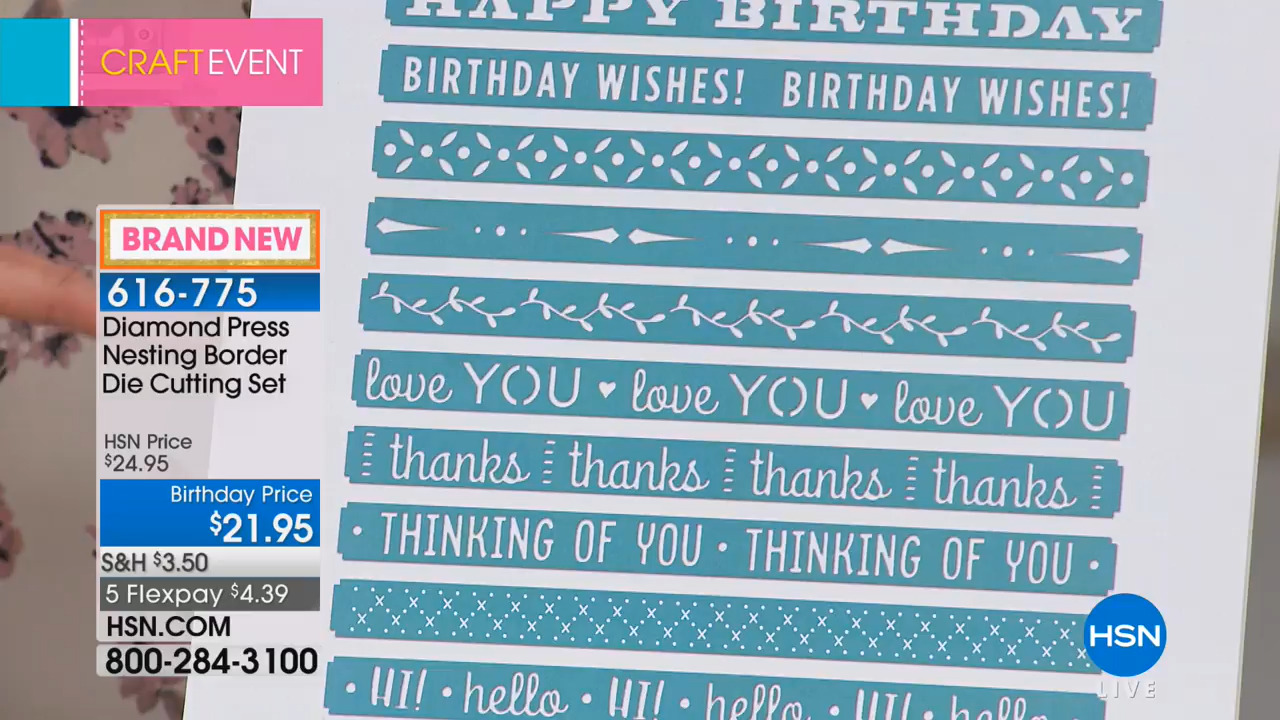 CRAFT EVENT
HAPPY BIRTHDAY
BIRTHDAY WISHES! BIRTHDAY WISHES!
love YOU love YOU love YOU
thanks thanks thanks thanks
• THINKING OF YOU • THINKING OF YOU •
• HI! • hello • HI! • hello • HI! • hello
BRAND NEW
616-775
Diamond Press
Nesting Border
Die Cutting Set
HSN Price
$24.95
Birthday Price
$21.95
S&H $3.50
5 Flexpay $4.39
HSN.COM
800-284-3100
HSN
LIVE